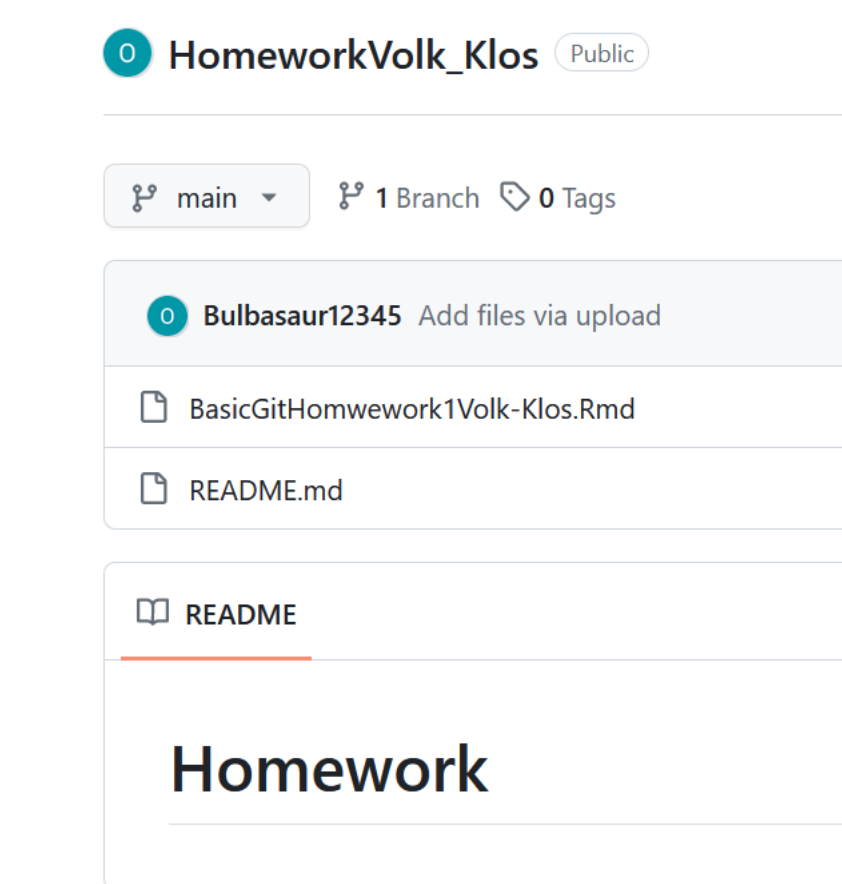 O HomeworkVolk_Klos Public
main 1 Branch 0 Tags
O Bulbasaur12345 Add files via upload
BasicGitHomwework1Volk-Klos.Rmd
README.md
README
Homework